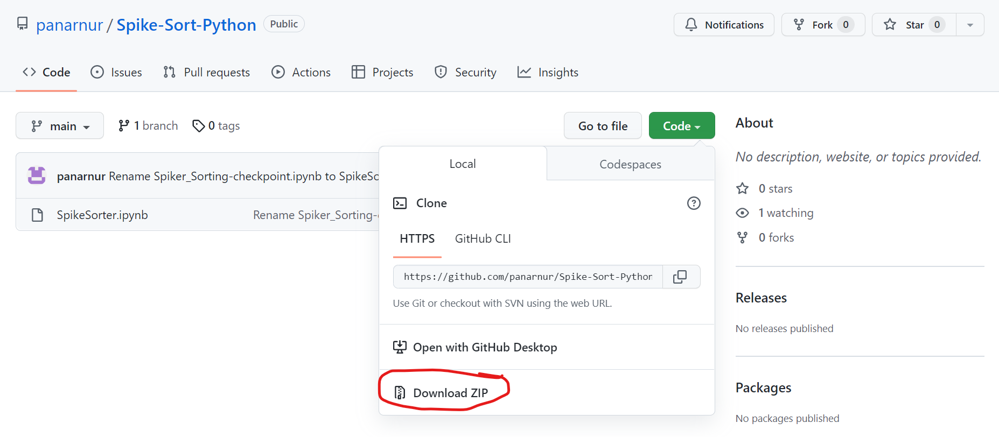 panarnur / Spike-Sort-Python Public Notifications Fork 0 Star 0
Code Issues Pull requests Actions Projects Security Insights
main 1 branch 0 tags Go to file Code
panarnur Rename Spiker_Sorting-checkpoint.ipynb to SpikeSo
SpikeSorter.ipynb Rename Spiker_Sorting-
Local Codespaces
Clone
HTTPS GitHub CLI
https://github.com/panarnur/Spike-Sort-Python
Use Git or checkout with SVN using the web URL.
Open with GitHub Desktop
Download ZIP
About
No description, website, or topics provided.
0 stars
1 watching
0 forks
Releases
No releases published
Packages
No packages published